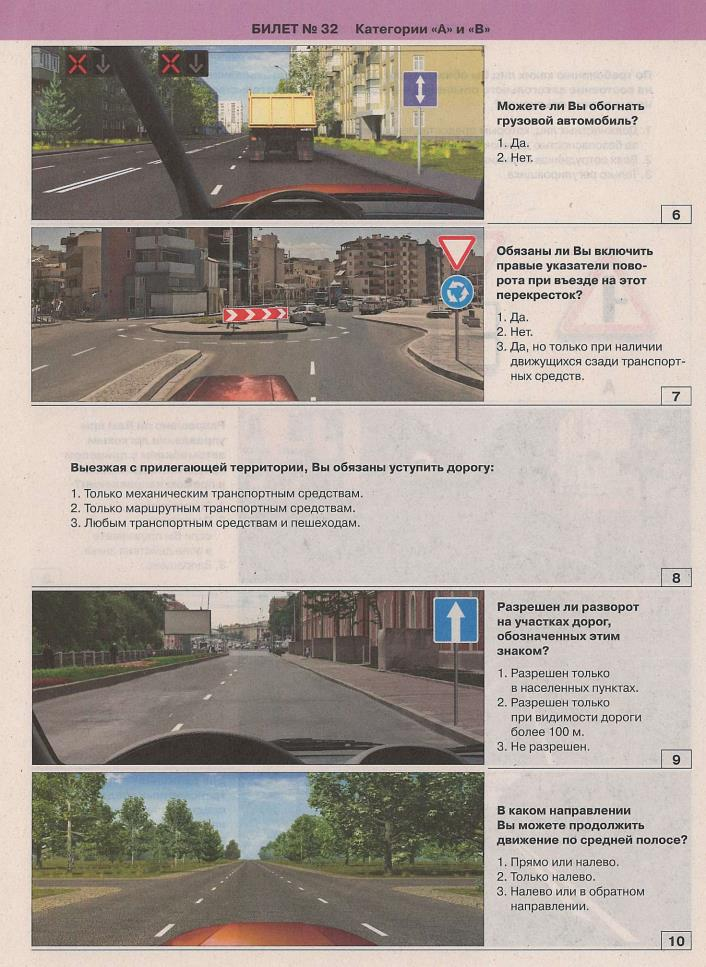 БИЛЕТ № 32 Категории «А» и «В»
Можете ли Вы обогнать
грузовой автомобиль?
1. Да.
2. Нет.
6
Обязаны ли Вы включить
правые указатели пово-
рота при въезде на этот
перекресток?
1. Да.
2. Нет.
3. Да, но только при наличии
движущихся сзади транспорт-
ных средств.
7
Выезжая с прилегающей территории, Вы обязаны уступить дорогу:
1. Только механическим транспортным средствам.
2. Только маршрутным транспортным средствам.
3. Любым транспортным средствам и пешеходам.
8
Разрешен ли разворот
на участках дорог,
обозначенных этим
знаком?
1. Разрешен только
в населенных пунктах.
2. Разрешен только
при видимости дороги
более 100 м.
3. Не разрешен.
9
В каком направлении
Вы можете продолжить
движение по средней полосе?
1. Прямо или налево.
2. Только налево.
3. Налево или в обратном
направлении.
10